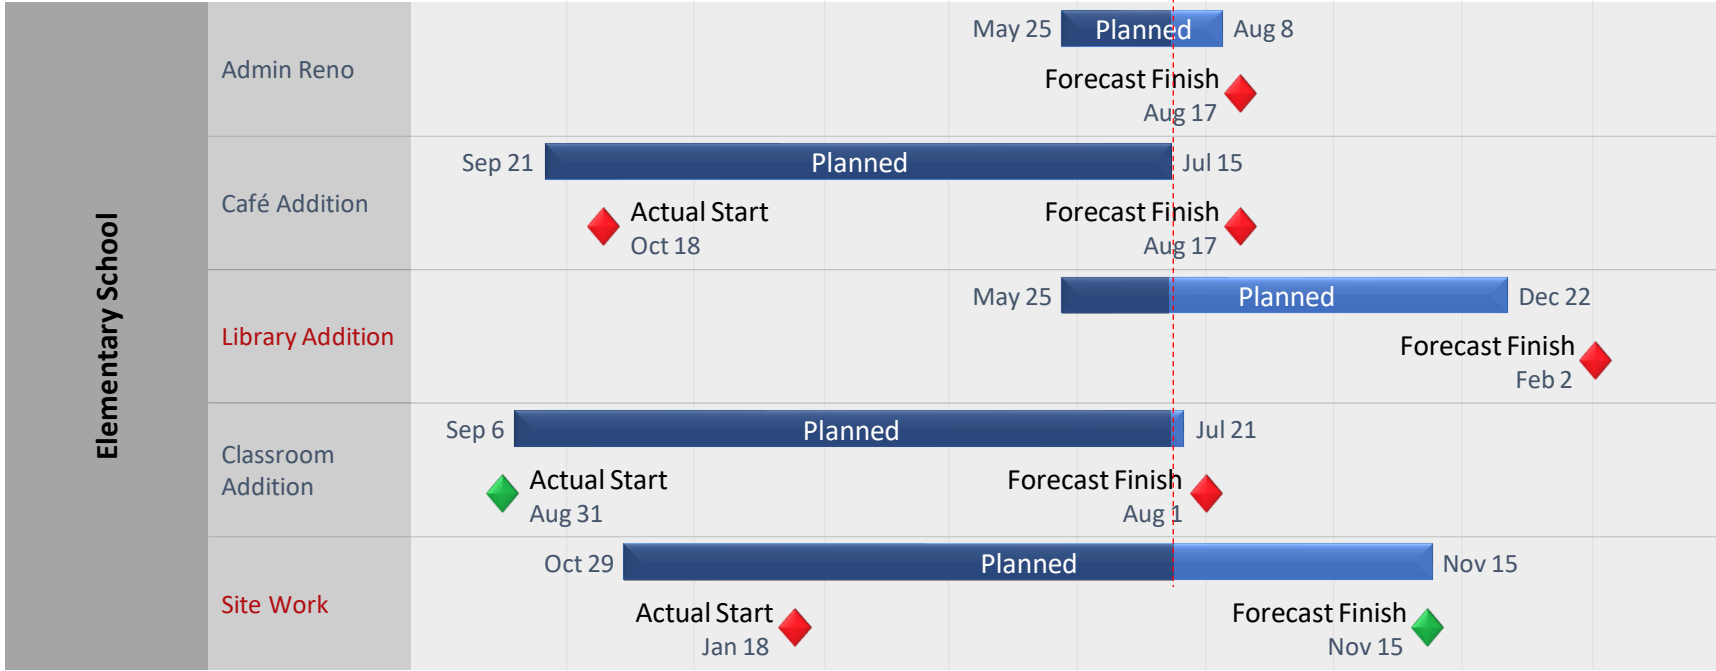 Elementary School
Admin Reno
May 25
Planned
Aug 8
Forecast Finish
Aug 17
Café Addition
Sep 21
Planned
Jul 15
Actual Start
Oct 18
Forecast Finish
Aug 17
Library Addition
May 25
Planned
Dec 22
Forecast Finish
Feb 2
Classroom
Addition
Sep 6
Planned
Jul 21
Actual Start
Aug 31
Forecast Finish
Aug 1
Site Work
Oct 29
Planned
Nov 15
Actual Start
Jan 18
Forecast Finish
Nov 15